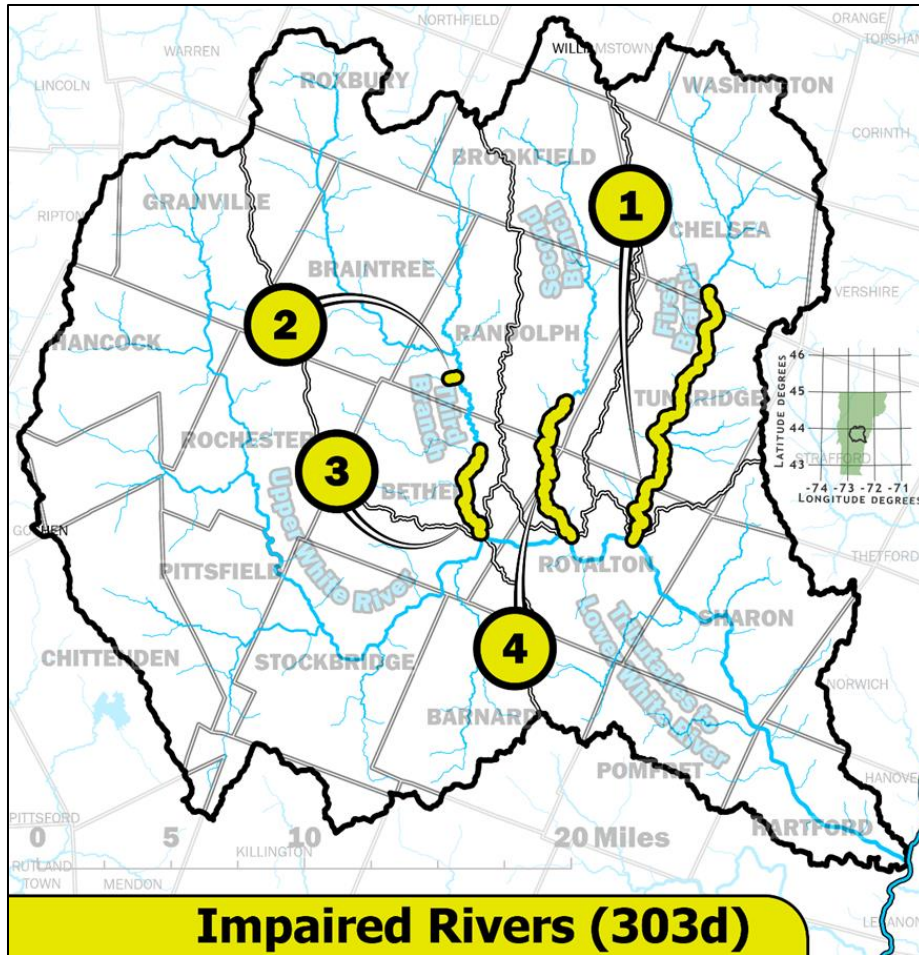 NORTHFIELD
ORANGE
TOPSHAM
WARREN
WILLIAMSTOWN
LINCOLN
ROXBURY
WASHINGTON
CORINTH
BROOKFIELD
RIPTON
GRANVILLE
1
CHELSEA
Second
Branch
BRAINTREE
VERSHIRE
First
Branch
2
HANCOCK
RANDOLPH
Third
Branch
TUNBRIDGE
LATITUDE DEGREES
46
45
44
43
-74 -73 -72 -71
LONGITUDE DEGREES
ROCHESTER
STRAFFORD
3
BETHEL
GOSHEN
Upper White River
PITTSFIELD
ROYALTON
THETFORD
SHARON
Tributaries to
Lower White River
4
CHITTENDEN
STOCKBRIDGE
NORWICH
BARNARD
POMFRET
HANOVER
PITTSFORD
HARTFORD
0 5 10 20 Miles
KILLINGTON
RUTLAND
TOWN
MENDON
LEBANON
Impaired Rivers (303d)